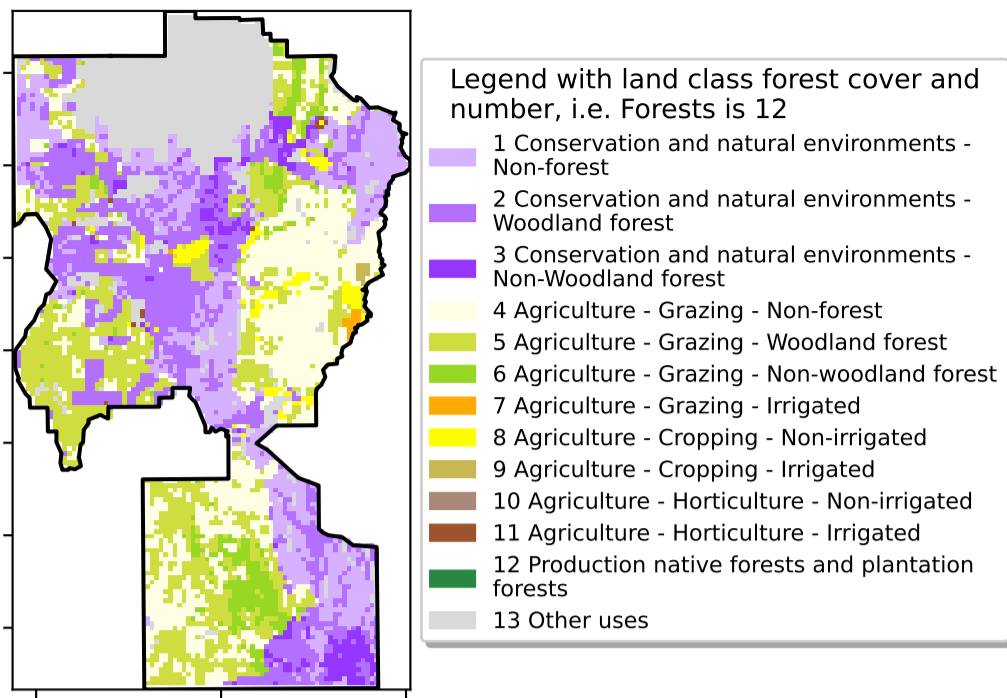 Legend with land class forest cover and
number, i.e. Forests is 12
1 Conservation and natural environments -
Non-forest
2 Conservation and natural environments -
Woodland forest
3 Conservation and natural environments -
Non-Woodland forest
4 Agriculture - Grazing - Non-forest
5 Agriculture - Grazing - Woodland forest
6 Agriculture - Grazing - Non-woodland forest
7 Agriculture - Grazing - Irrigated
8 Agriculture - Cropping - Non-irrigated
9 Agriculture - Cropping - Irrigated
10 Agriculture - Horticulture - Non-irrigated
11 Agriculture - Horticulture - Irrigated
12 Production native forests and plantation
forests
13 Other uses